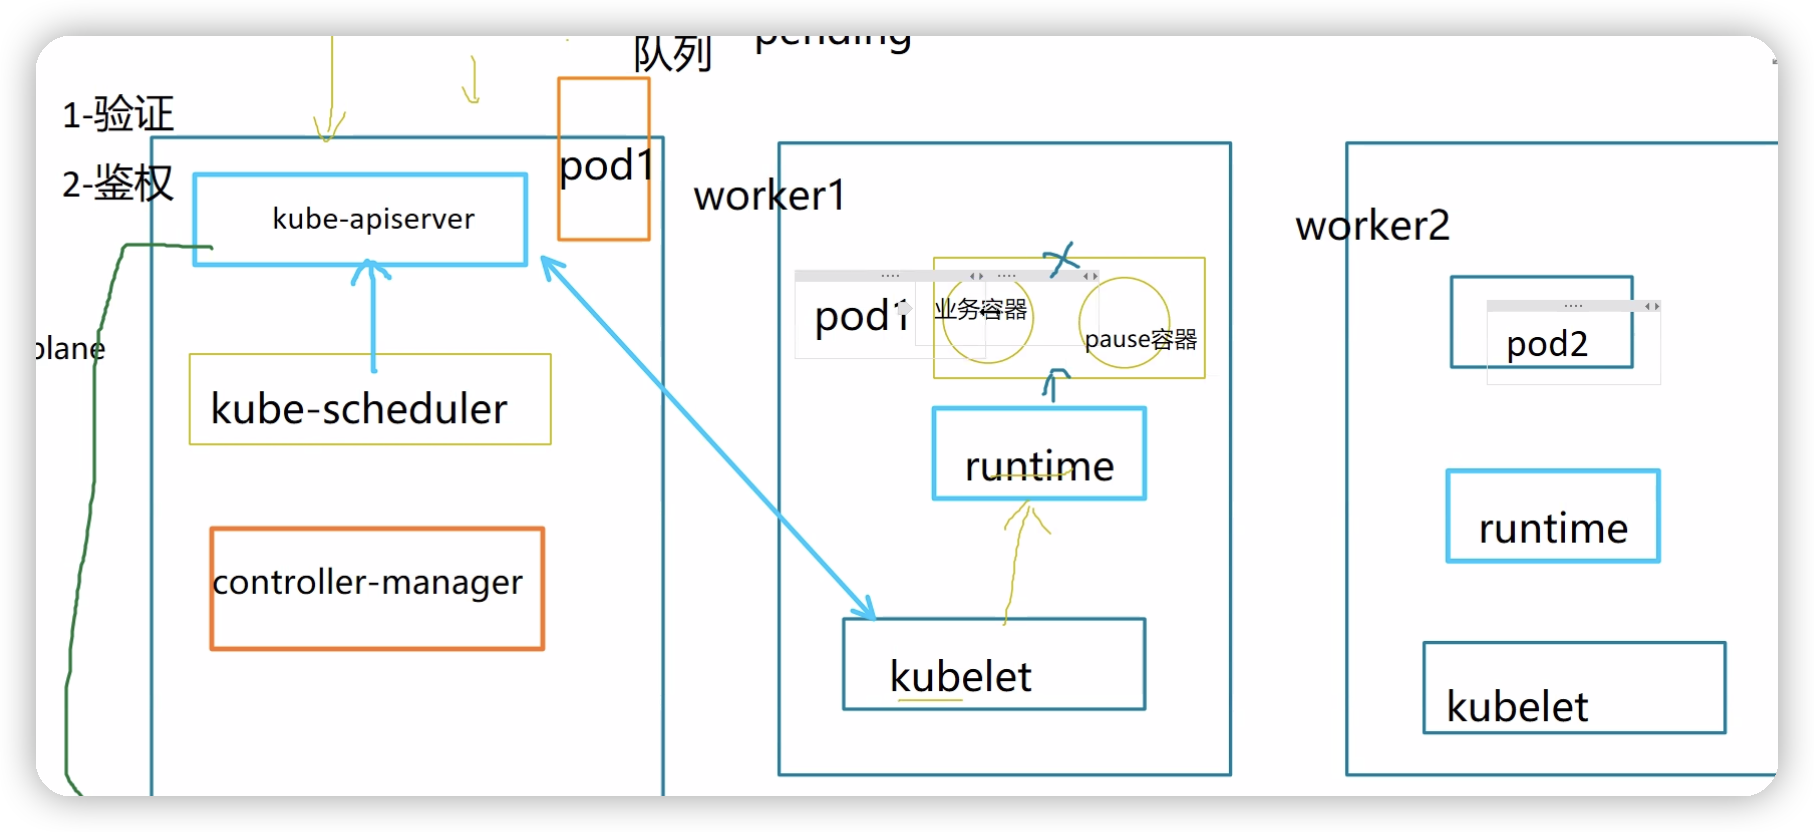 队列
pending
1-验证
2-鉴权
pod1
kube-apiserver
plane
kube-scheduler
controller-manager
worker1
pod1
业务容器
pause容器
runtime
kubelet
worker2
pod2
runtime
kubelet